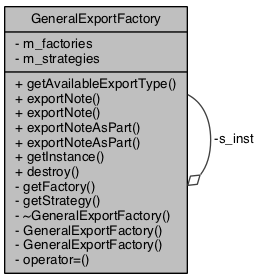 GeneralExportFactory
- m_factories
- m_strategies
+ getAvailableExportType()
+ exportNote()
+ exportNote()
+ exportNoteAsPart()
+ exportNoteAsPart()
+ getInstance()
+ destroy()
- getFactory()
- getStrategy()
- ~GeneralExportFactory()
- GeneralExportFactory()
- GeneralExportFactory()
- operator=()
-s_inst